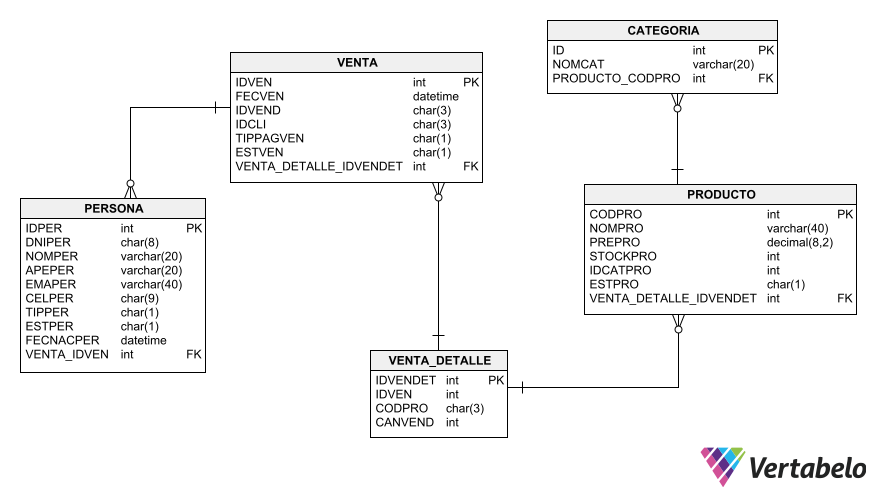 CATEGORIA
ID int PK
NOMCAT varchar(20)
PRODUCTO_CODPRO int FK
VENTA
IDVEN int PK
FECVEN datetime
IDVEND char(3)
IDCLI char(3)
TIPPAGVEN char(1)
ESTVEN char(1)
VENTA_DETALLE_IDVENDET int FK
PERSONA
IDPER int PK
DNIPER char(8)
NOMPER varchar(20)
APEPER varchar(20)
EMAPER varchar(40)
CELPER char(9)
TIPPER char(1)
ESTPER char(1)
FECNACPER datetime
VENTA_IDVEN int FK
PRODUCTO
CODPRO int PK
NOMPRO varchar(40)
PREPRO decimal(8,2)
STOCKPRO int
IDCATPRO int
ESTPRO char(1)
VENTA_DETALLE_IDVENDET int FK
VENTA_DETALLE
IDVENDET int PK
IDVEN int
CODPRO char(3)
CANVEND int
Vertabelo